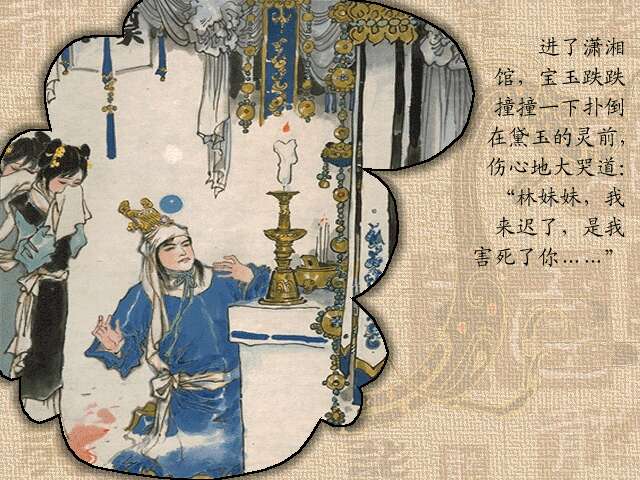 进了潇湘
馆，宝玉跌跌
撞撞一下扑倒
在黛玉的灵前，
伤心地大哭道：
“林妹妹，我
来迟了，是我
害死了你……”